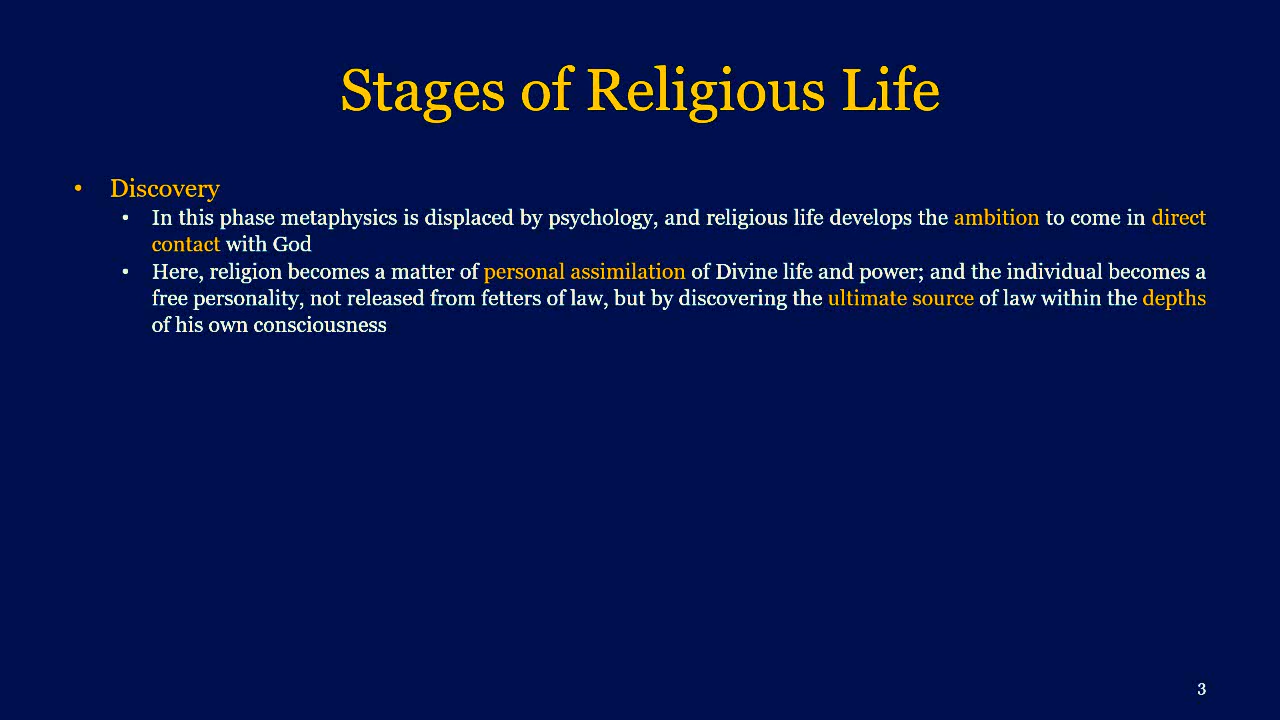 Stages of Religious Life
• Discovery
• In this phase metaphysics is displaced by psychology, and religious life develops the ambition to come in direct
contact with God
• Here, religion becomes a matter of personal assimilation of Divine life and power; and the individual becomes a
free personality, not released from fetters of law, but by discovering the ultimate source of law within the depths
of his own consciousness
3